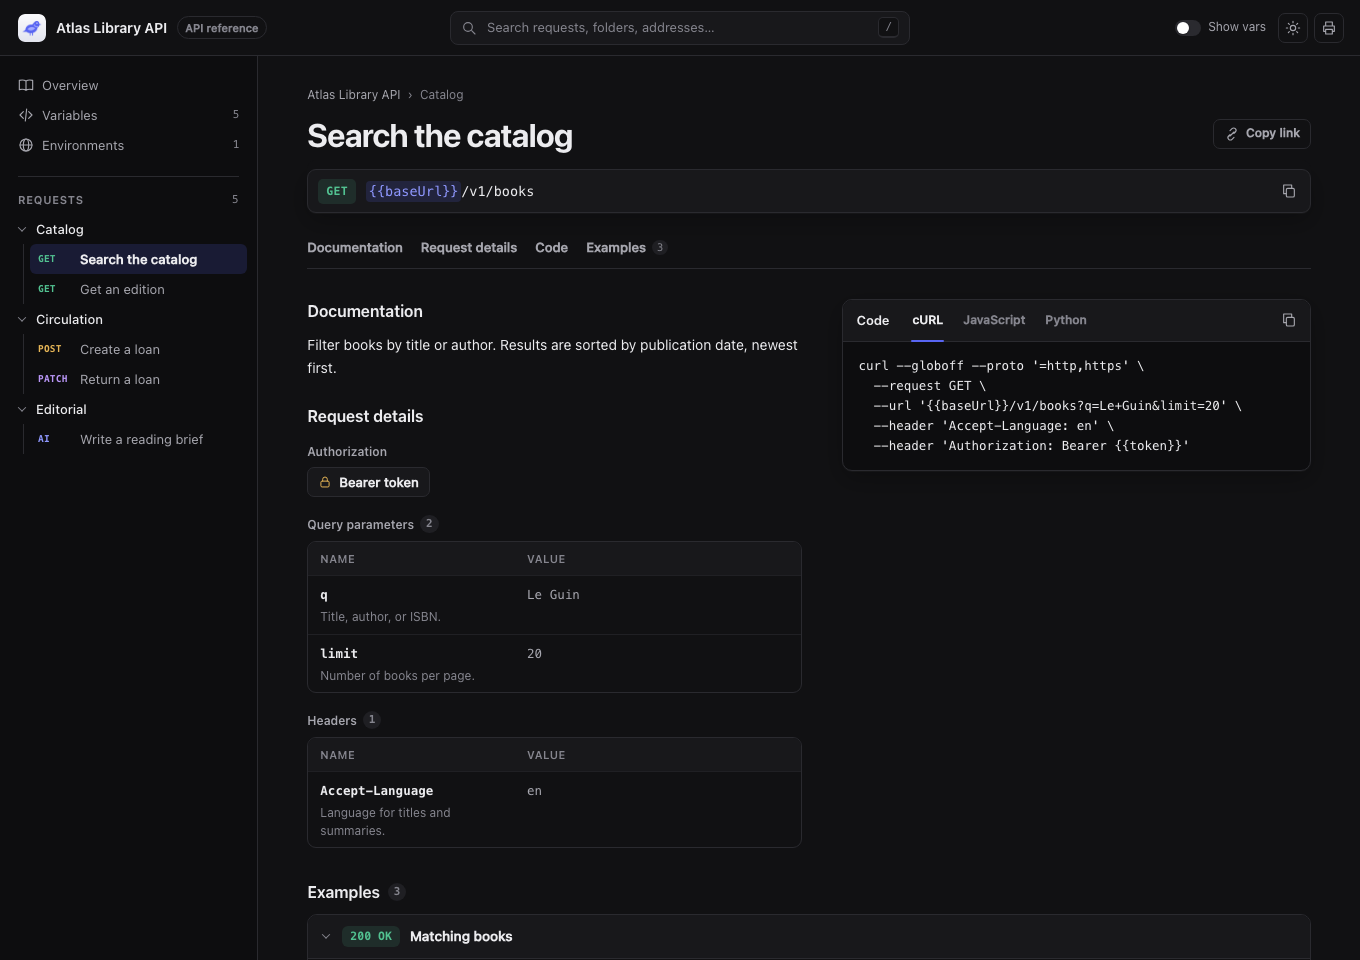 Atlas Library API API reference
Search requests, folders, addresses... /
Show vars
Overview
Variables 5
Environments 1
REQUESTS 5
Catalog
GET Search the catalog
GET Get an edition
Circulation
POST Create a loan
PATCH Return a loan
Editorial
AI Write a reading brief
Atlas Library API › Catalog
Search the catalog
Copy link
GET {{baseUrl}}/v1/books
Documentation Request details Code Examples 3
Documentation
Filter books by title or author. Results are sorted by publication date, newest
first.
Request details
Authorization
Bearer token
Query parameters 2
NAME VALUE
q Le Guin
Title, author, or ISBN.
limit 20
Number of books per page.
Headers 1
NAME VALUE
Accept-Language en
Language for titles and
summaries.
Code cURL JavaScript Python
curl --globoff --proto '=http,https' \
--request GET \
--url '{{baseUrl}}/v1/books?q=Le+Guin&limit=20' \
--header 'Accept-Language: en' \
--header 'Authorization: Bearer {{token}}'
Examples 3
200 OK Matching books